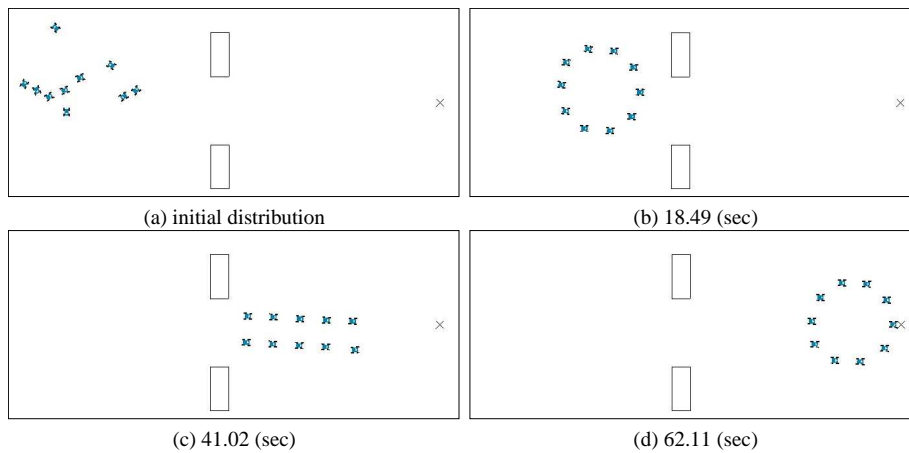 (a) initial distribution
(b) 18.49 (sec)
(c) 41.02 (sec)
(d) 62.11 (sec)